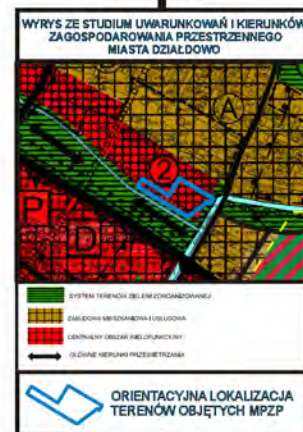 WYRYS ZE STUDIUM UWARUNKOWAŃ I KIERUNKÓW
ZAGOSPODAROWANIA PRZESTRZENNEGO
MIASTA DZIAŁDOWO
A
2
P
D
SYSTEM TERENÓW ZIELENI ZORGANIZOWANEJ
ZABUDOWA MIESZKANIOWA I USŁUGOWA
CENTRALNY OBSZAR WIELOFUNKCYJNY
GŁÓWNE KIERUNKI PRZEWIETRZANIA
ORIENTACYJNA LOKALIZACJA
TERENÓW OBJĘTYCH MPZP